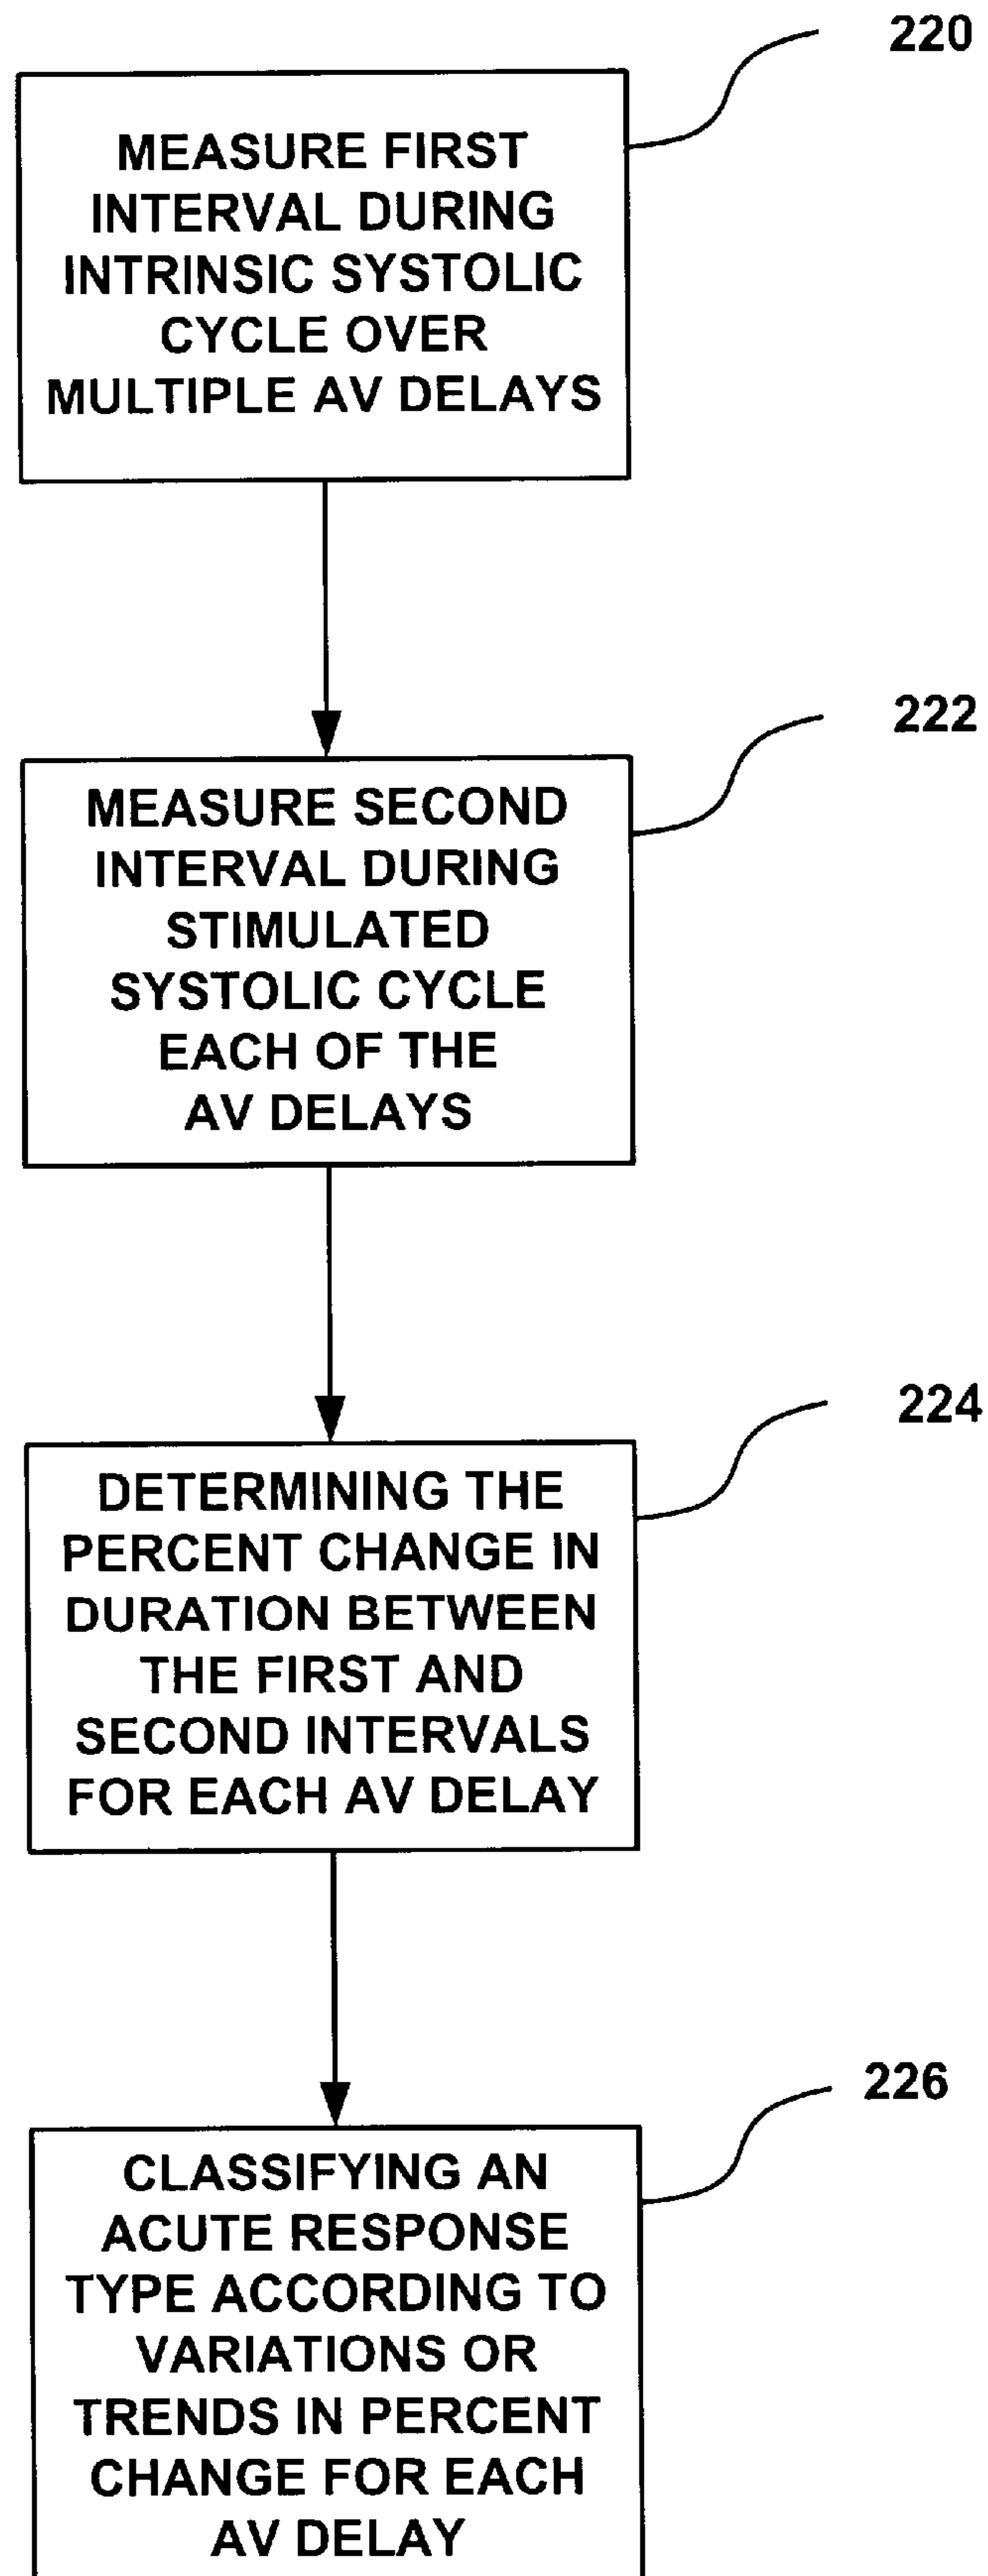 220
MEASURE FIRST
INTERVAL DURING
INTRINSIC SYSTOLIC
CYCLE OVER
MULTIPLE AV DELAYS
222
MEASURE SECOND
INTERVAL DURING
STIMULATED
SYSTOLIC CYCLE
EACH OF THE
AV DELAYS
224
DETERMINING THE
PERCENT CHANGE IN
DURATION BETWEEN
THE FIRST AND
SECOND INTERVALS
FOR EACH AV DELAY
226
CLASSIFYING AN
ACUTE RESPONSE
TYPE ACCORDING TO
VARIATIONS OR
TRENDS IN PERCENT
CHANGE FOR EACH
AV DELAY